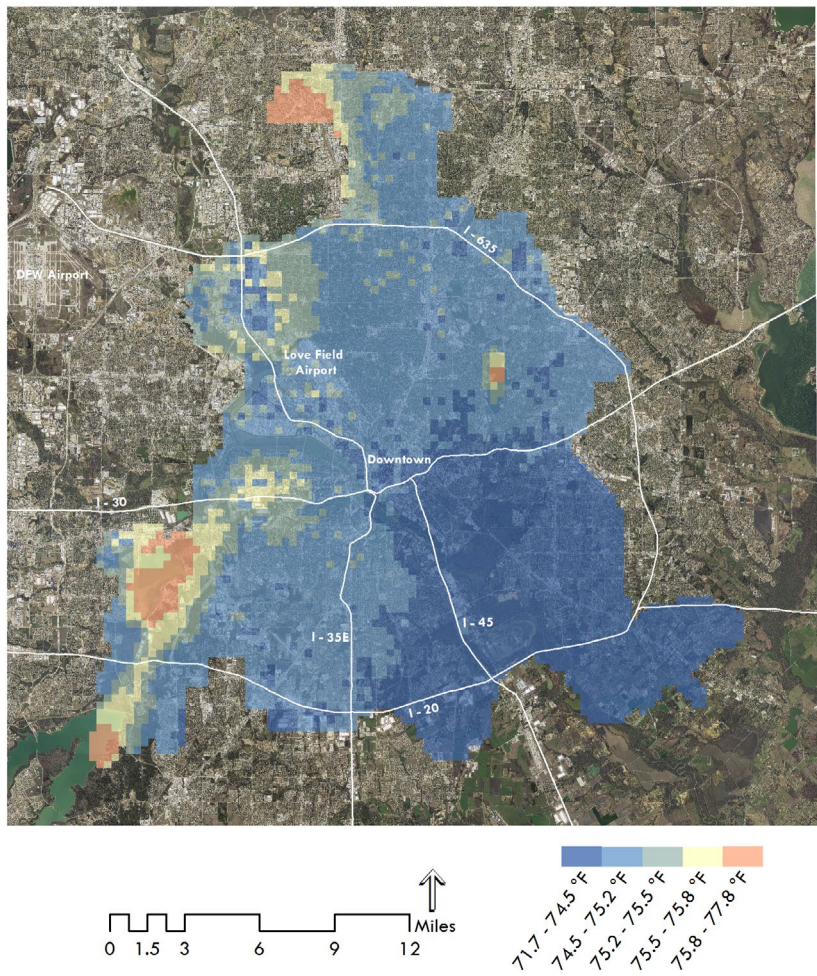 I - 635
DFW Airport
Love Field
Airport
Downtown
I - 30
I - 35E
I - 45
I - 20
Miles
0 1.5 3 6 9 12
71.7 - 74.5 °F
74.5 - 75.2 °F
75.2 - 75.5 °F
75.5 - 75.8 °F
75.8 - 77.8 °F